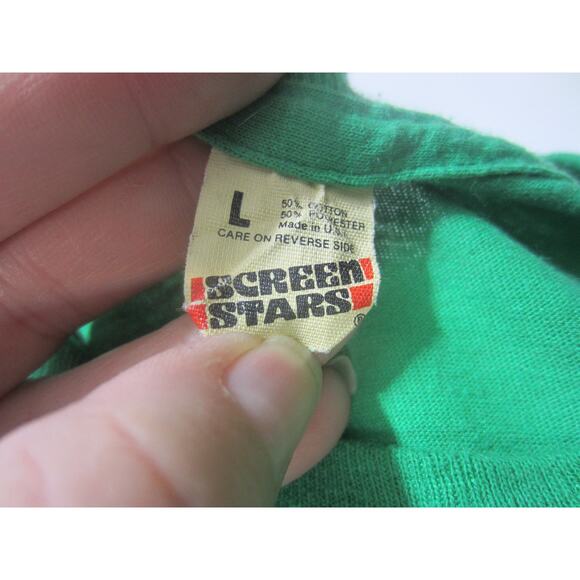 L
50% COTTON
50% POLYESTER
Made in U.S.
CARE ON REVERSE SIDE
SCREEN
STARS
®